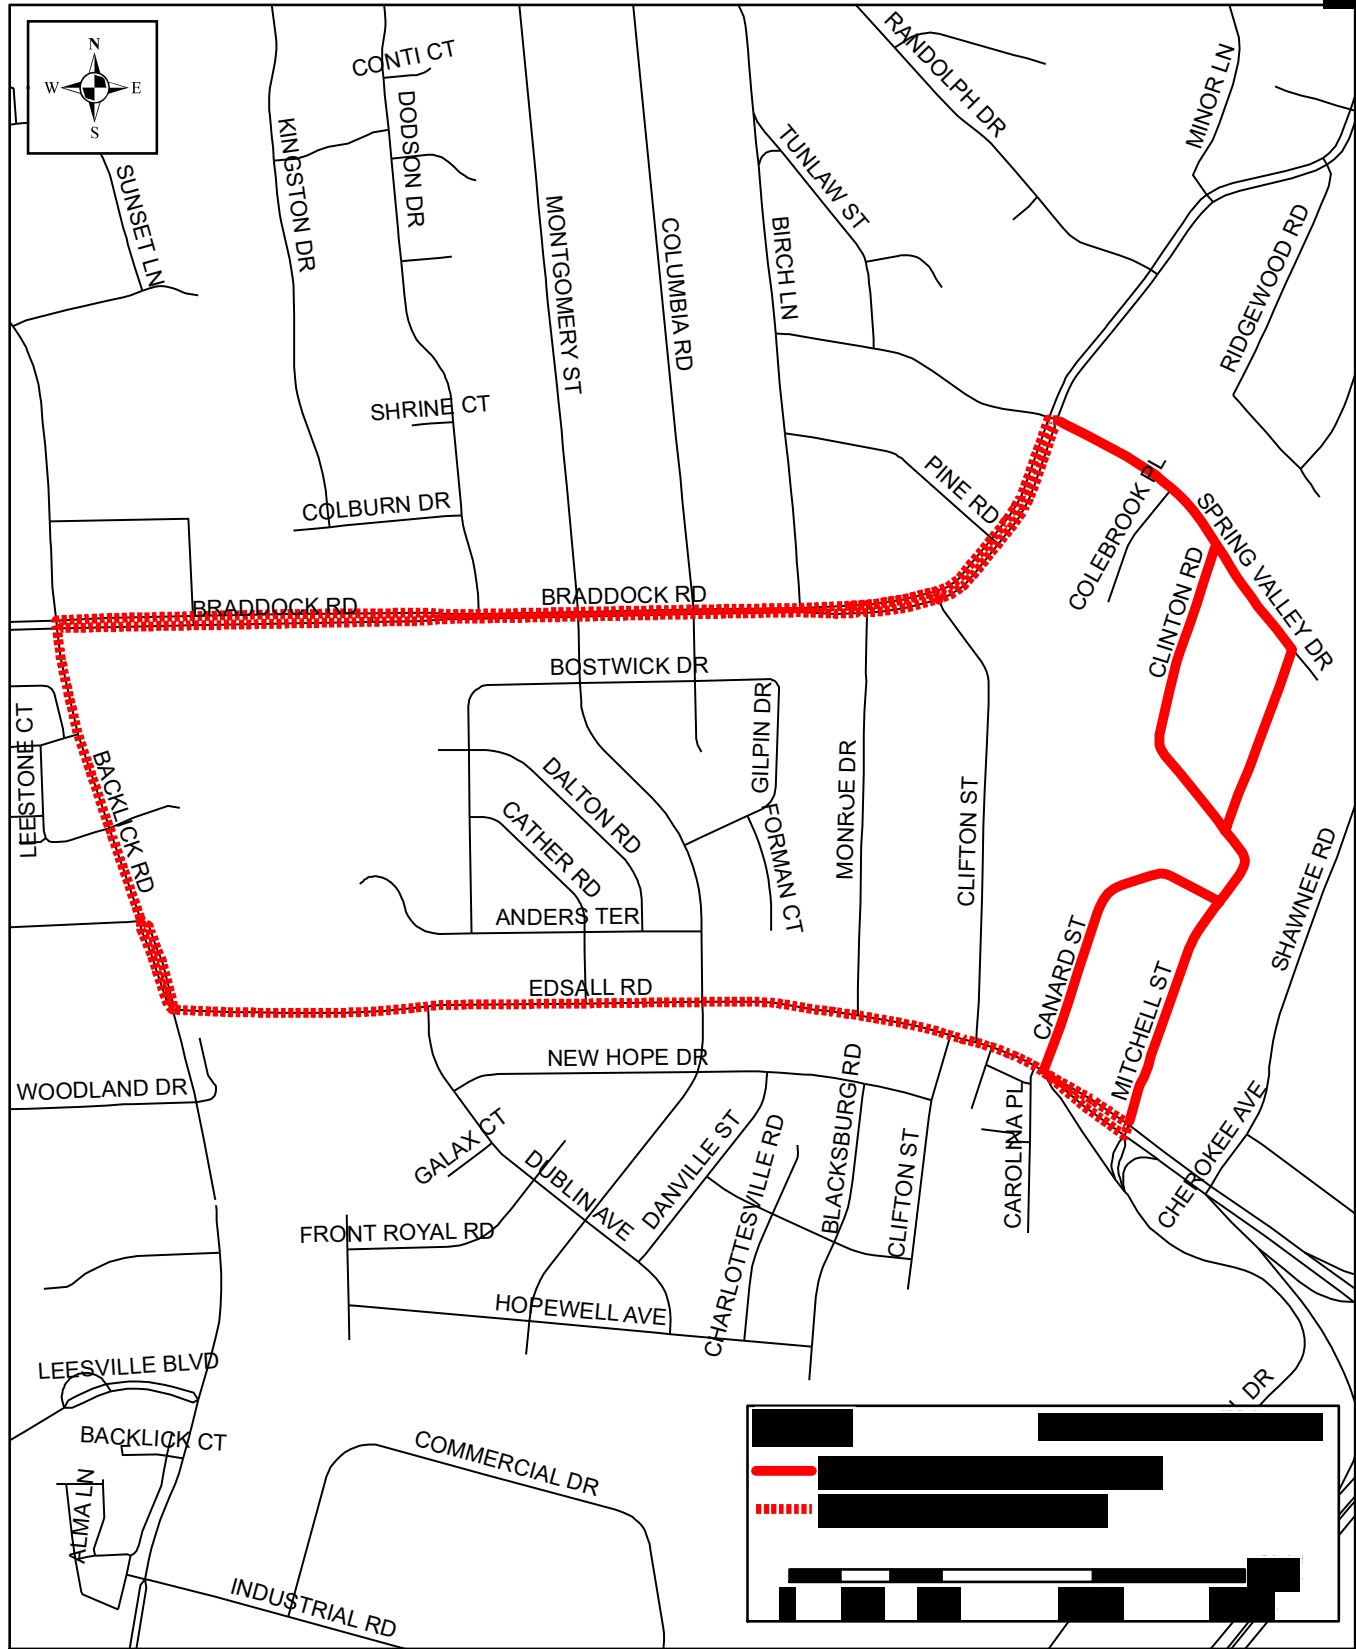 N
W E
S
CONTI CT
RANDOLPH DR
MINOR LN
KINGSTON DR
DODSON DR
TUNLAW ST
SUNSET LN
MONTGOMERY ST
COLUMBIA RD
BIRCH LN
RIDGEWOOD RD
SHRINE CT
PINE RD
COLEBROOK PL
COLBURN DR
SPRING VALLEY DR
CLINTON RD
BRADDOCK RD
BRADDOCK RD
BOSTWICK DR
GILPIN DR
LEESTONE CT
BACKLICK RD
DALTON RD
CATHER RD
FORMAN CT
MONROE DR
CLIFTON ST
SHAWNEE RD
ANDERS TER
CANARD ST
MITCHELL ST
EDSALL RD
NEW HOPE DR
WOODLAND DR
BLACKSBURG RD
CAROLINA PL
CHEROKEE AVE
GALAX CT
DUBLIN AVE
DANVILLE ST
CHARLOTTESVILLE RD
CLIFTON ST
FRONT ROYAL RD
HOPEWELL AVE
LEESVILLE BLVD
DR
BACKLICK CT
COMMERCIAL DR
ALMA LN
INDUSTRIAL RD